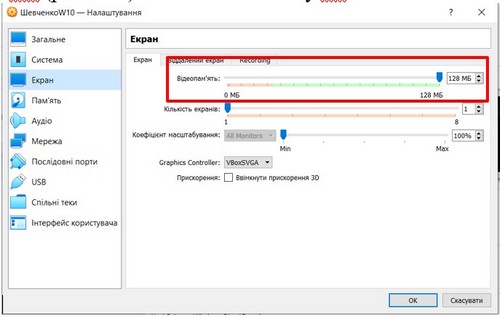 ШевченкоW10 — Налаштування
Загальне
Система
Екран
Пам'ять
Аудіо
Мережа
Послідовні порти
USB
Спільні теки
Інтерфейс користувача
Екран
Екран Віддалений екран Recording
Відеопам'ять: 128 МБ
0 МБ 128 МБ
Кількість екранів: 1
1 8
Коефіцієнт масштабування: All Monitors 100%
Min Max
Graphics Controller: VBoxSVGA
Прискорення: Ввімкнути прискорення 3D
ОК Скасувати